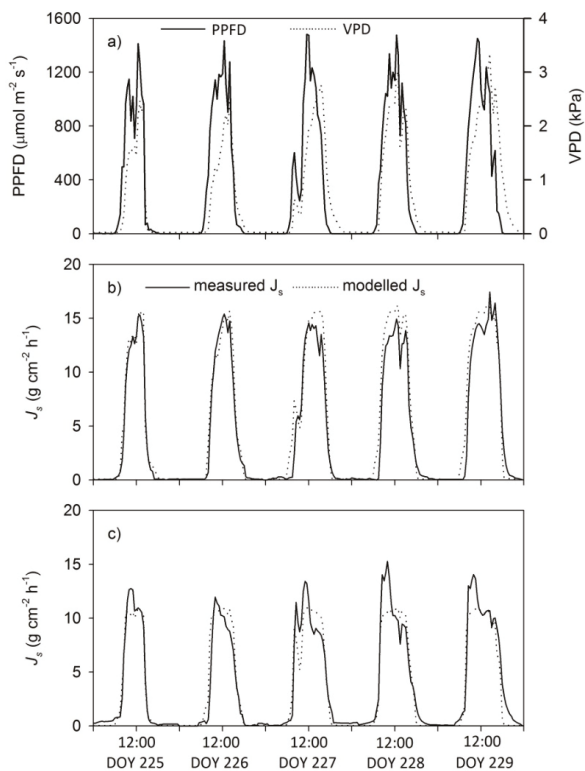 a) PPFD VPD
1600
1200
800
400
0
PPFD (µmol m⁻² s⁻¹)
4
3
2
1
0
VPD (kPa)
b) measured Jₛ modelled Jₛ
20
15
10
5
0
Jₛ (g cm⁻² h⁻¹)
c)
20
15
10
5
0
Jₛ (g cm⁻² h⁻¹)
12:00 12:00 12:00 12:00 12:00
DOY 225 DOY 226 DOY 227 DOY 228 DOY 229